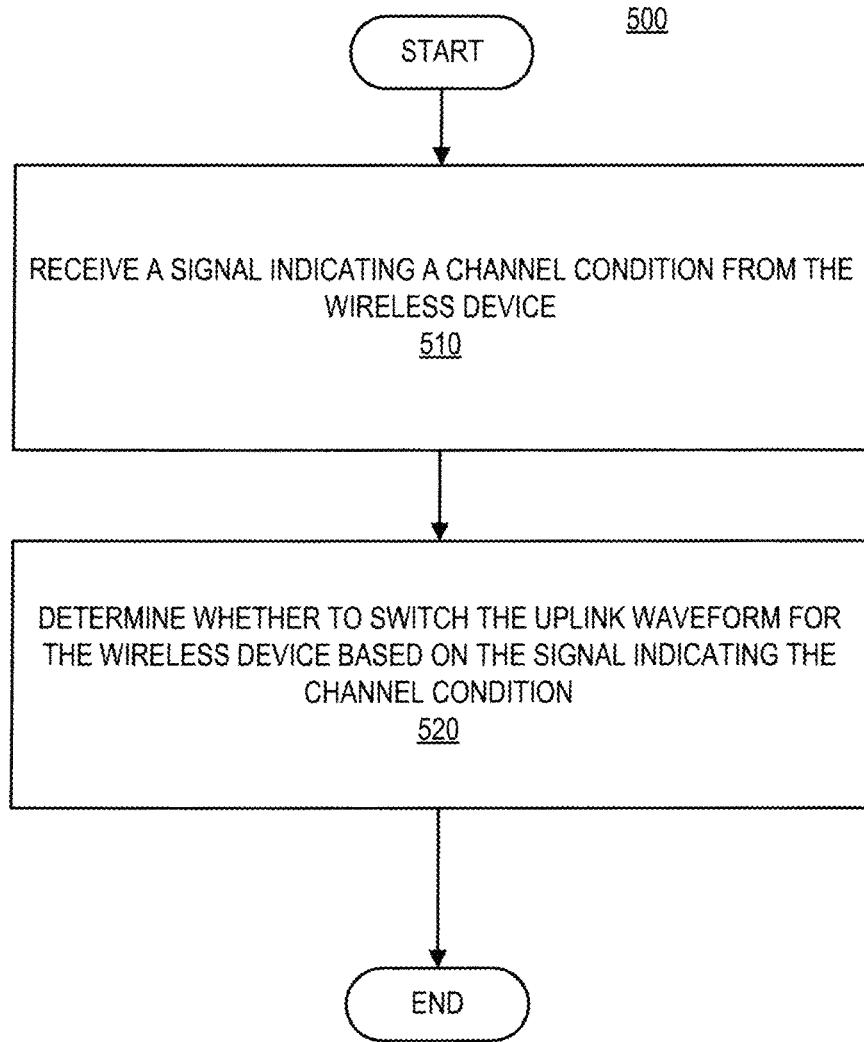 500
START
RECEIVE A SIGNAL INDICATING A CHANNEL CONDITION FROM THE
WIRELESS DEVICE
510
DETERMINE WHETHER TO SWITCH THE UPLINK WAVEFORM FOR
THE WIRELESS DEVICE BASED ON THE SIGNAL INDICATING THE
CHANNEL CONDITION
520
END